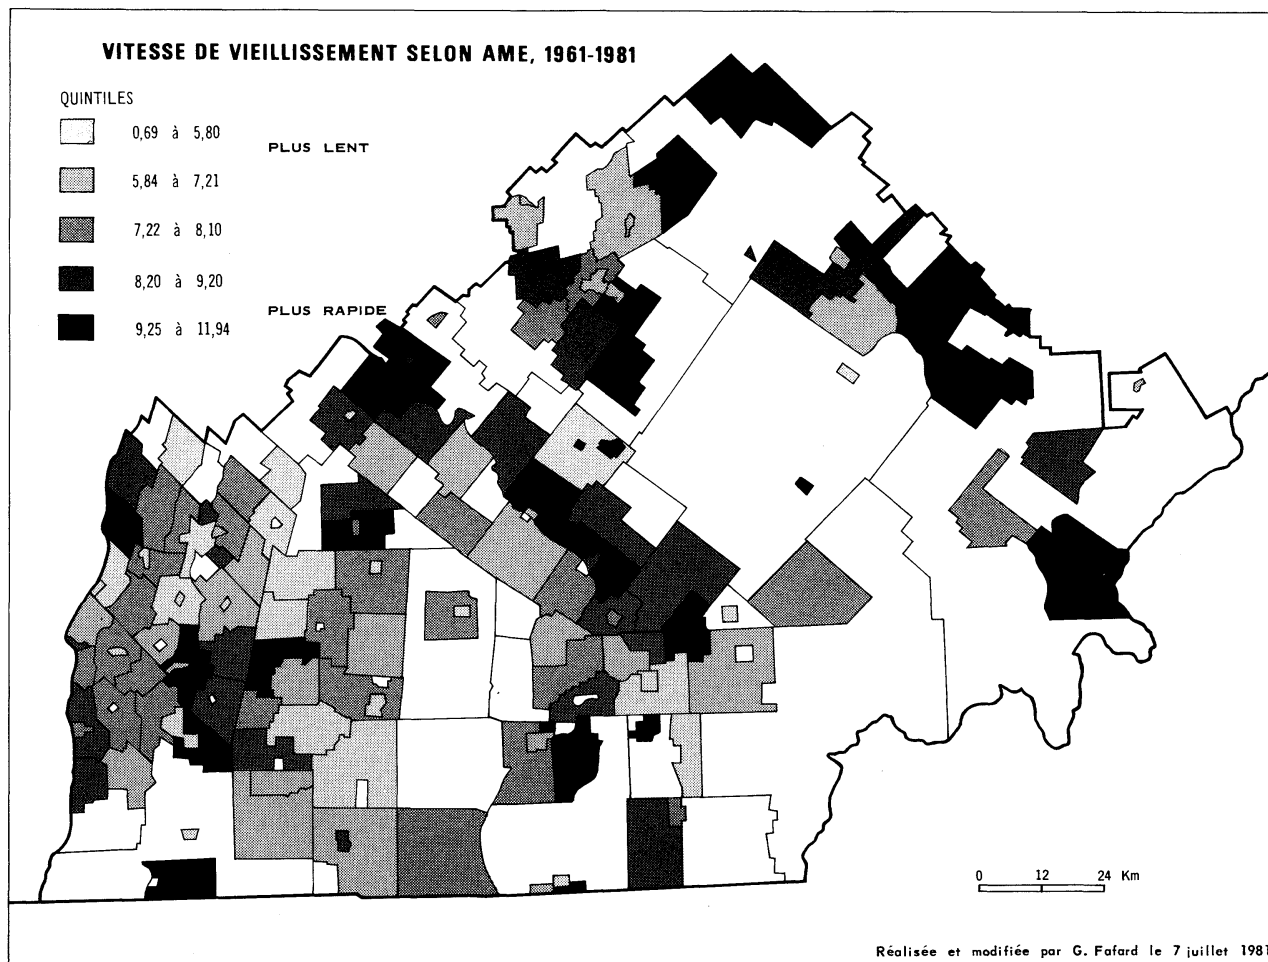 VITESSE DE VIEILLISSEMENT SELON AME, 1961-1981
QUINTILES
0,69 à 5,80
PLUS LENT
5,84 à 7,21
7,22 à 8,10
8,20 à 9,20
PLUS RAPIDE
9,25 à 11,94
0 12 24 Km
Réalisée et modifiée par G. Fafard le 7 juillet 1981